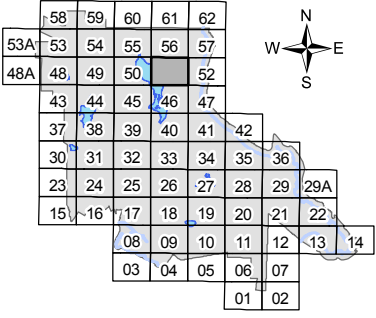 58 59 60 61 62
N
53A 53 54 55 56 57
W E
48A 48 49 50 52
S
43 44 45 46 47
37 38 39 40 41 42
30 31 32 33 34 35 36
23 24 25 26 27 28 29 29A
15 16 17 18 19 20 21 22
08 09 10 11 12 13 14
03 04 05 06 07
01 02